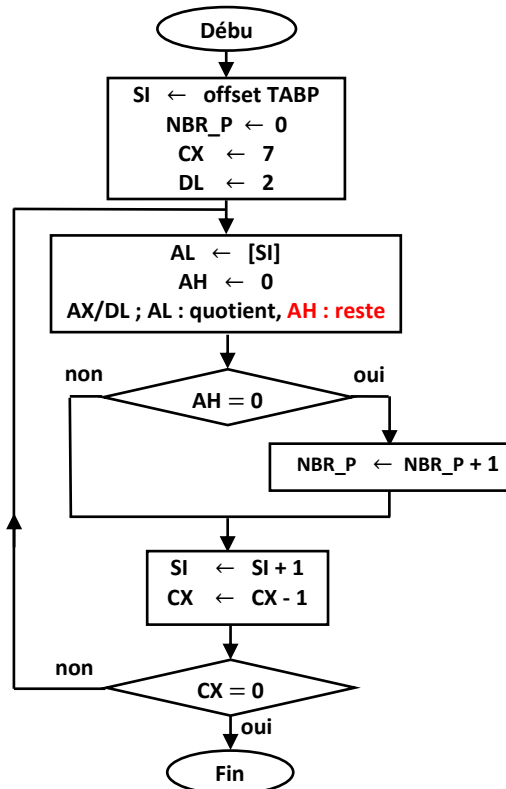 Débu
SI ← offset TABP
NBR_P ← 0
CX ← 7
DL ← 2
AL ← [SI]
AH ← 0
AX/DL ; AL : quotient, AH : reste
non
oui
AH = 0
NBR_P ← NBR_P + 1
SI ← SI + 1
CX ← CX - 1
non
CX = 0
oui
Fin